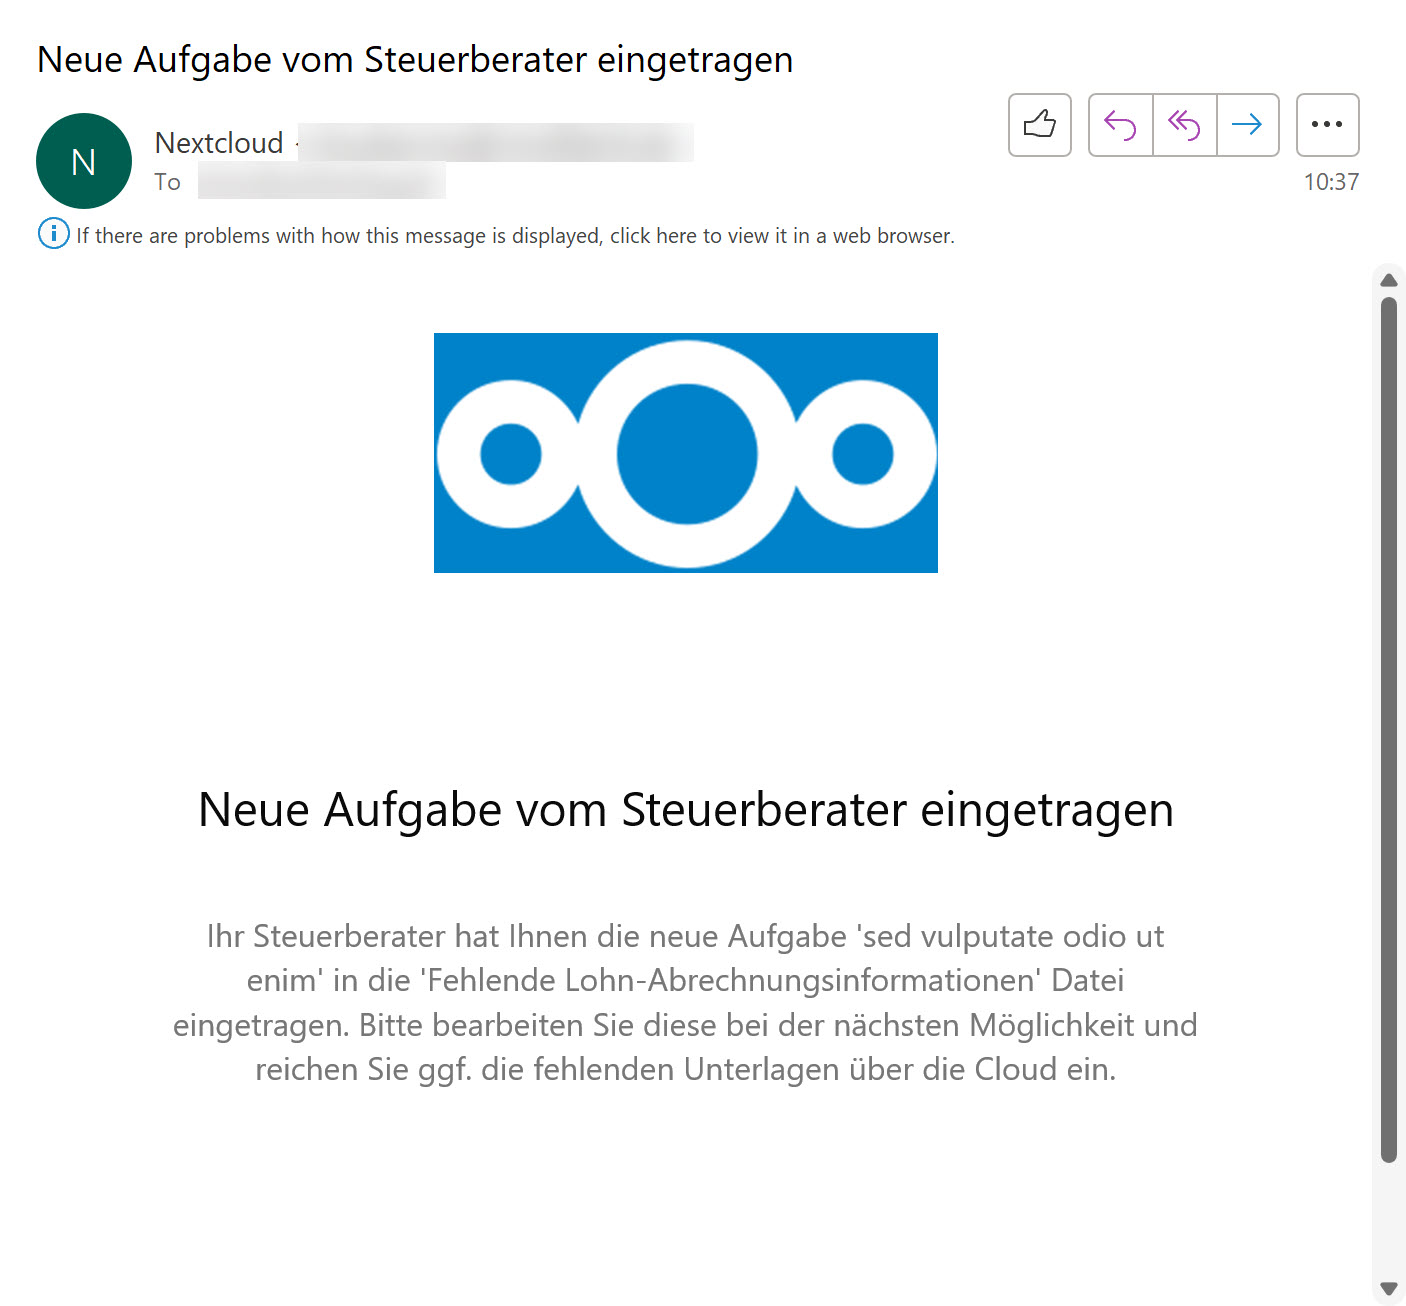 Neue Aufgabe vom Steuerberater eingetragen
N
Nextcloud
To
10:37
If there are problems with how this message is displayed, click here to view it in a web browser.
Neue Aufgabe vom Steuerberater eingetragen
Ihr Steuerberater hat Ihnen die neue Aufgabe 'sed vulputate odio ut
enim' in die 'Fehlende Lohn-Abrechnungsinformationen' Datei
eingetragen. Bitte bearbeiten Sie diese bei der nächsten Möglichkeit und
reichen Sie ggf. die fehlenden Unterlagen über die Cloud ein.